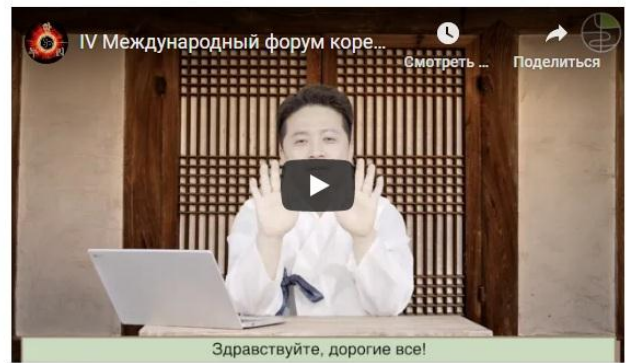 IV Международный форум коре...
Смотреть ...
Поделиться
Здравствуйте, дорогие все!